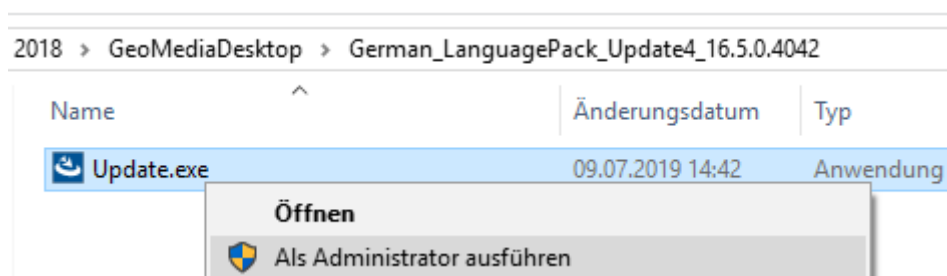 2018 > GeoMediaDesktop > German_LanguagePack_Update4_16.5.0.4042
Name Änderungsdatum Typ
Update.exe 09.07.2019 14:42 Anwendung
Öffnen
Als Administrator ausführen